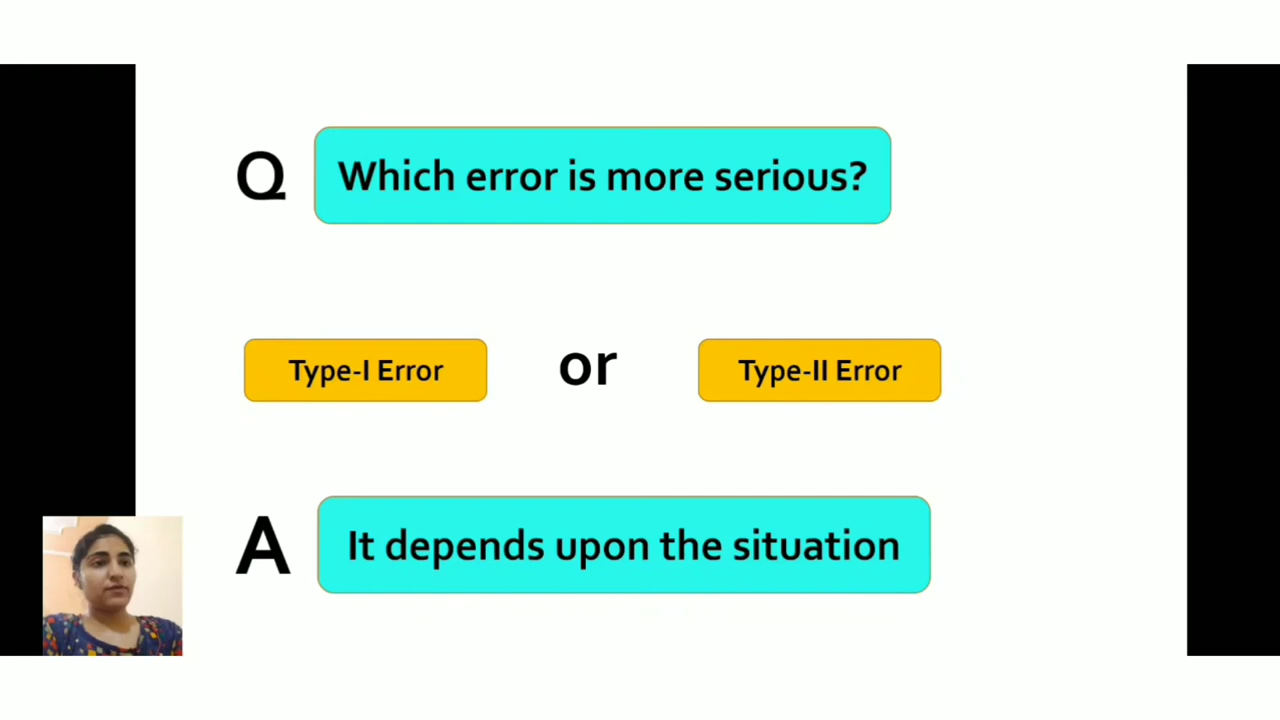 Q Which error is more serious?
Type-I Error or Type-II Error
A It depends upon the situation